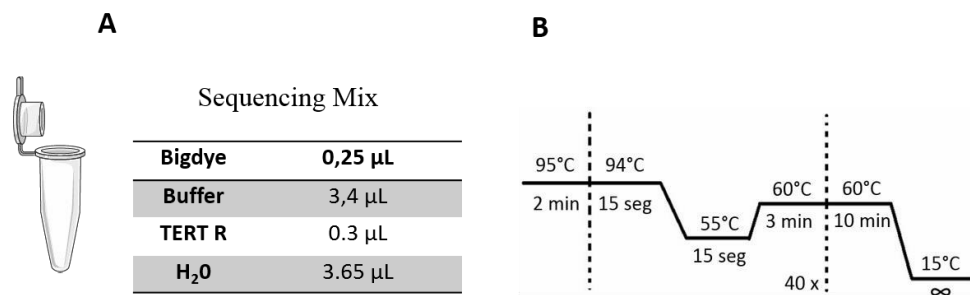 A
Sequencing Mix
Bigdye 0,25 µL
Buffer 3,4 µL
TERT R 0.3 µL
H₂0 3.65 µL
B
95°C 94°C 60°C 60°C
2 min 15 seg 3 min 10 min
55°C
15 seg
15°C
40 x ∞